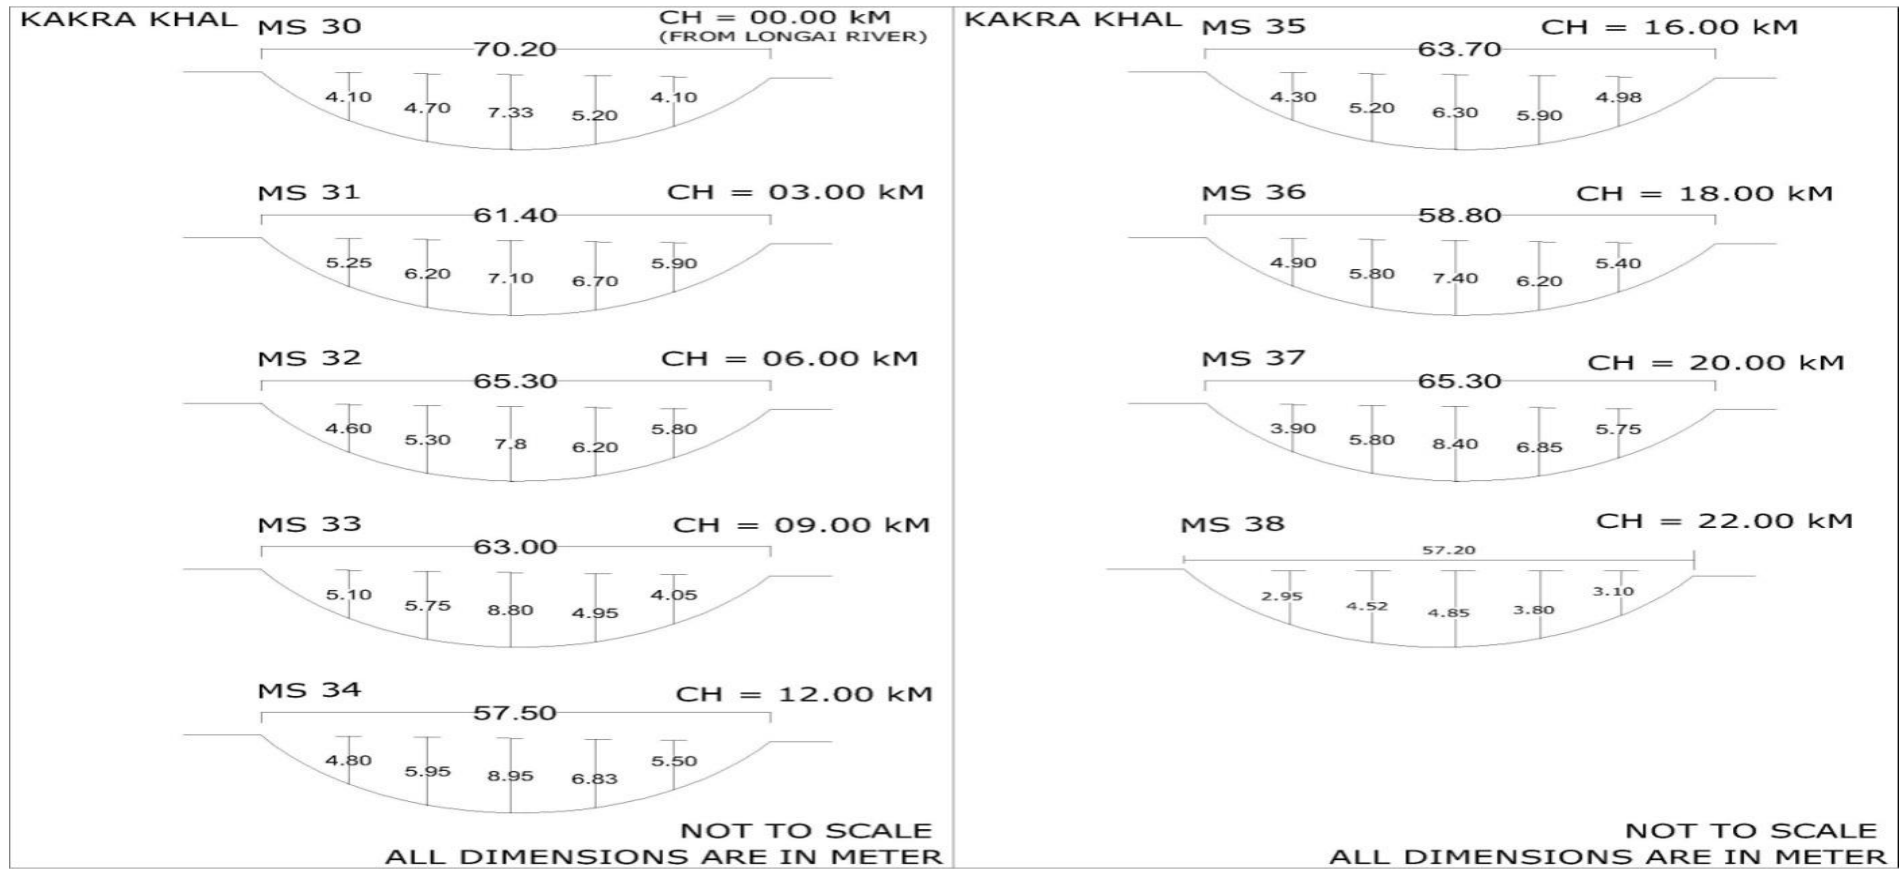 KAKRA KHAL
MS 30
CH = 00.00 kM
(FROM LONGAI RIVER)
70.20
4.10 4.70 7.33 5.20 4.10
MS 31 CH = 03.00 kM
61.40
5.25 6.20 7.10 6.70 5.90
MS 32 CH = 06.00 kM
65.30
4.60 5.30 7.8 6.20 5.80
MS 33 CH = 09.00 kM
63.00
5.10 5.75 8.80 4.95 4.05
MS 34 CH = 12.00 kM
57.50
4.80 5.95 8.95 6.83 5.50
NOT TO SCALE
ALL DIMENSIONS ARE IN METER
KAKRA KHAL
MS 35 CH = 16.00 kM
63.70
4.30 5.20 6.30 5.90 4.98
MS 36 CH = 18.00 kM
58.80
4.90 5.80 7.40 6.20 5.40
MS 37 CH = 20.00 kM
65.30
3.90 5.80 8.40 6.85 5.75
MS 38 CH = 22.00 kM
57.20
2.95 4.52 4.85 3.80 3.10
NOT TO SCALE
ALL DIMENSIONS ARE IN METER